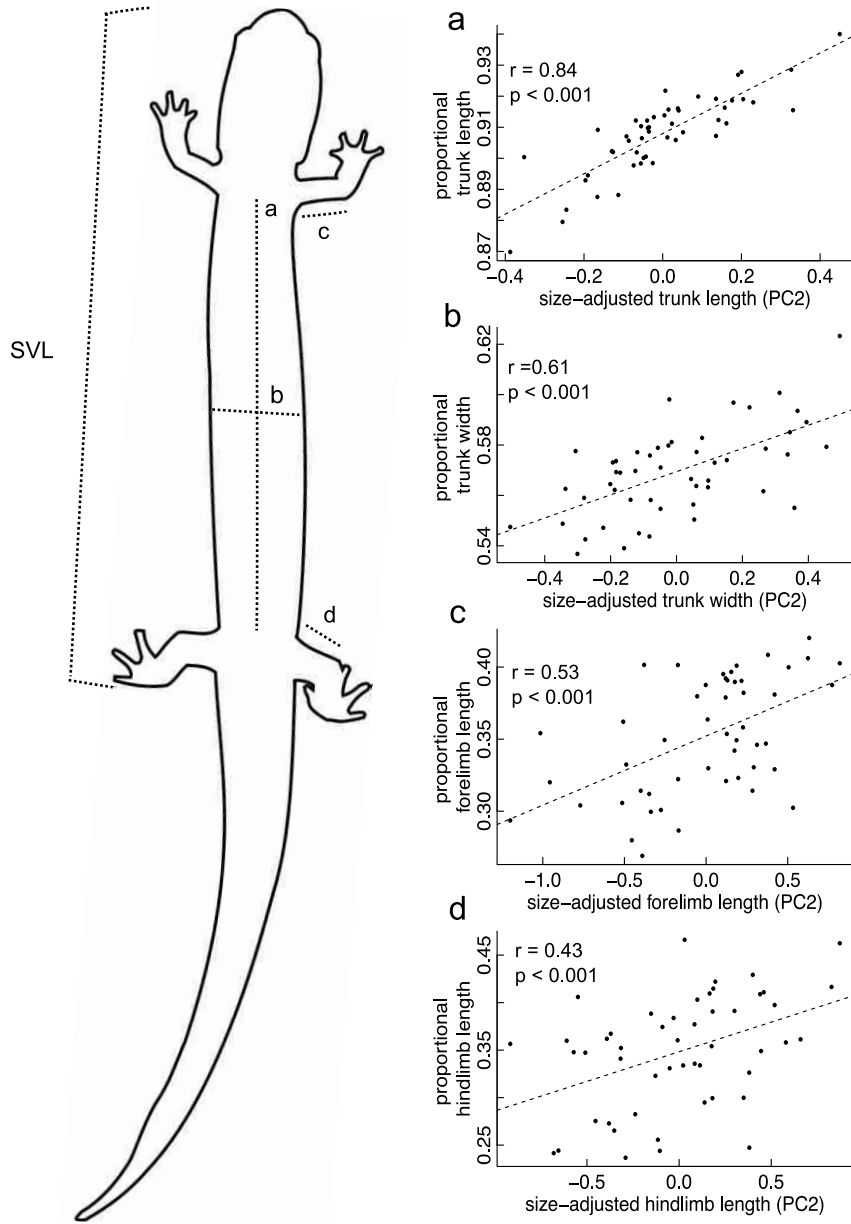 SVL
a
b
c
d
a
r = 0.84
p < 0.001
proportional
trunk length
0.93
0.91
0.89
0.87
−0.4 −0.2 0.0 0.2 0.4
size−adjusted trunk length (PC2)
b
r =0.61
p < 0.001
proportional
trunk width
0.62
0.58
0.54
−0.4 −0.2 0.0 0.2 0.4
size−adjusted trunk width (PC2)
c
r = 0.53
p < 0.001
proportional
forelimb length
0.40
0.35
0.30
−1.0 −0.5 0.0 0.5
size−adjusted forelimb length (PC2)
d
r = 0.43
p < 0.001
proportional
hindlimb length
0.45
0.35
0.25
−0.5 0.0 0.5
size−adjusted hindlimb length (PC2)